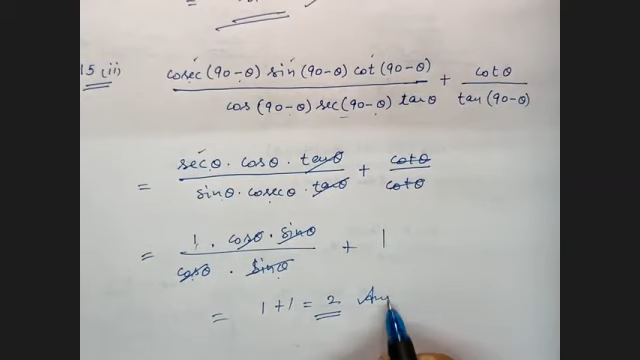 15 (ii) cosec (90-θ) sin (90-θ) cot (90-θ) / cos (90-θ) sec (90-θ) tanθ + cotθ / tan (90-θ)
= secθ . cosθ . tanθ / sinθ . cosecθ . tanθ + cotθ / cotθ
= 1 . cosθ . sinθ / cosθ . sinθ + 1
= 1 + 1 = 2 Ans